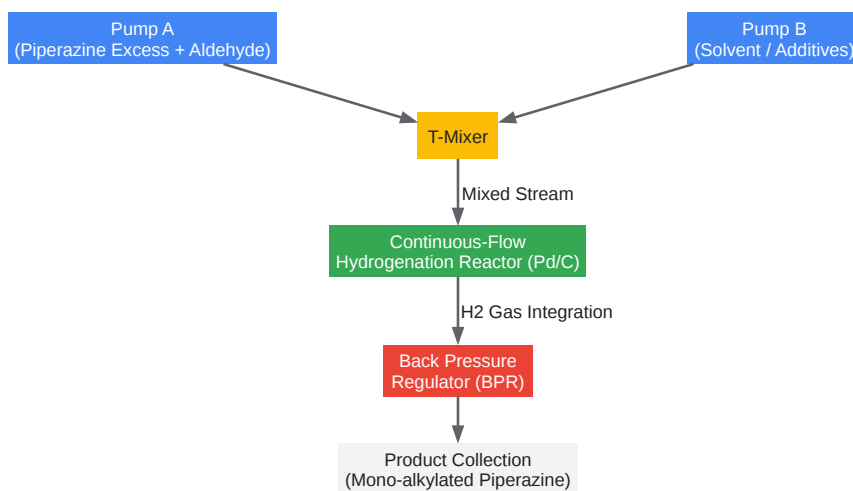 Pump A
(Piperazine Excess + Aldehyde)
Pump B
(Solvent / Additives)
T-Mixer
Mixed Stream
Continuous-Flow
Hydrogenation Reactor (Pd/C)
H2 Gas Integration
Back Pressure
Regulator (BPR)
Product Collection
(Mono-alkylated Piperazine)